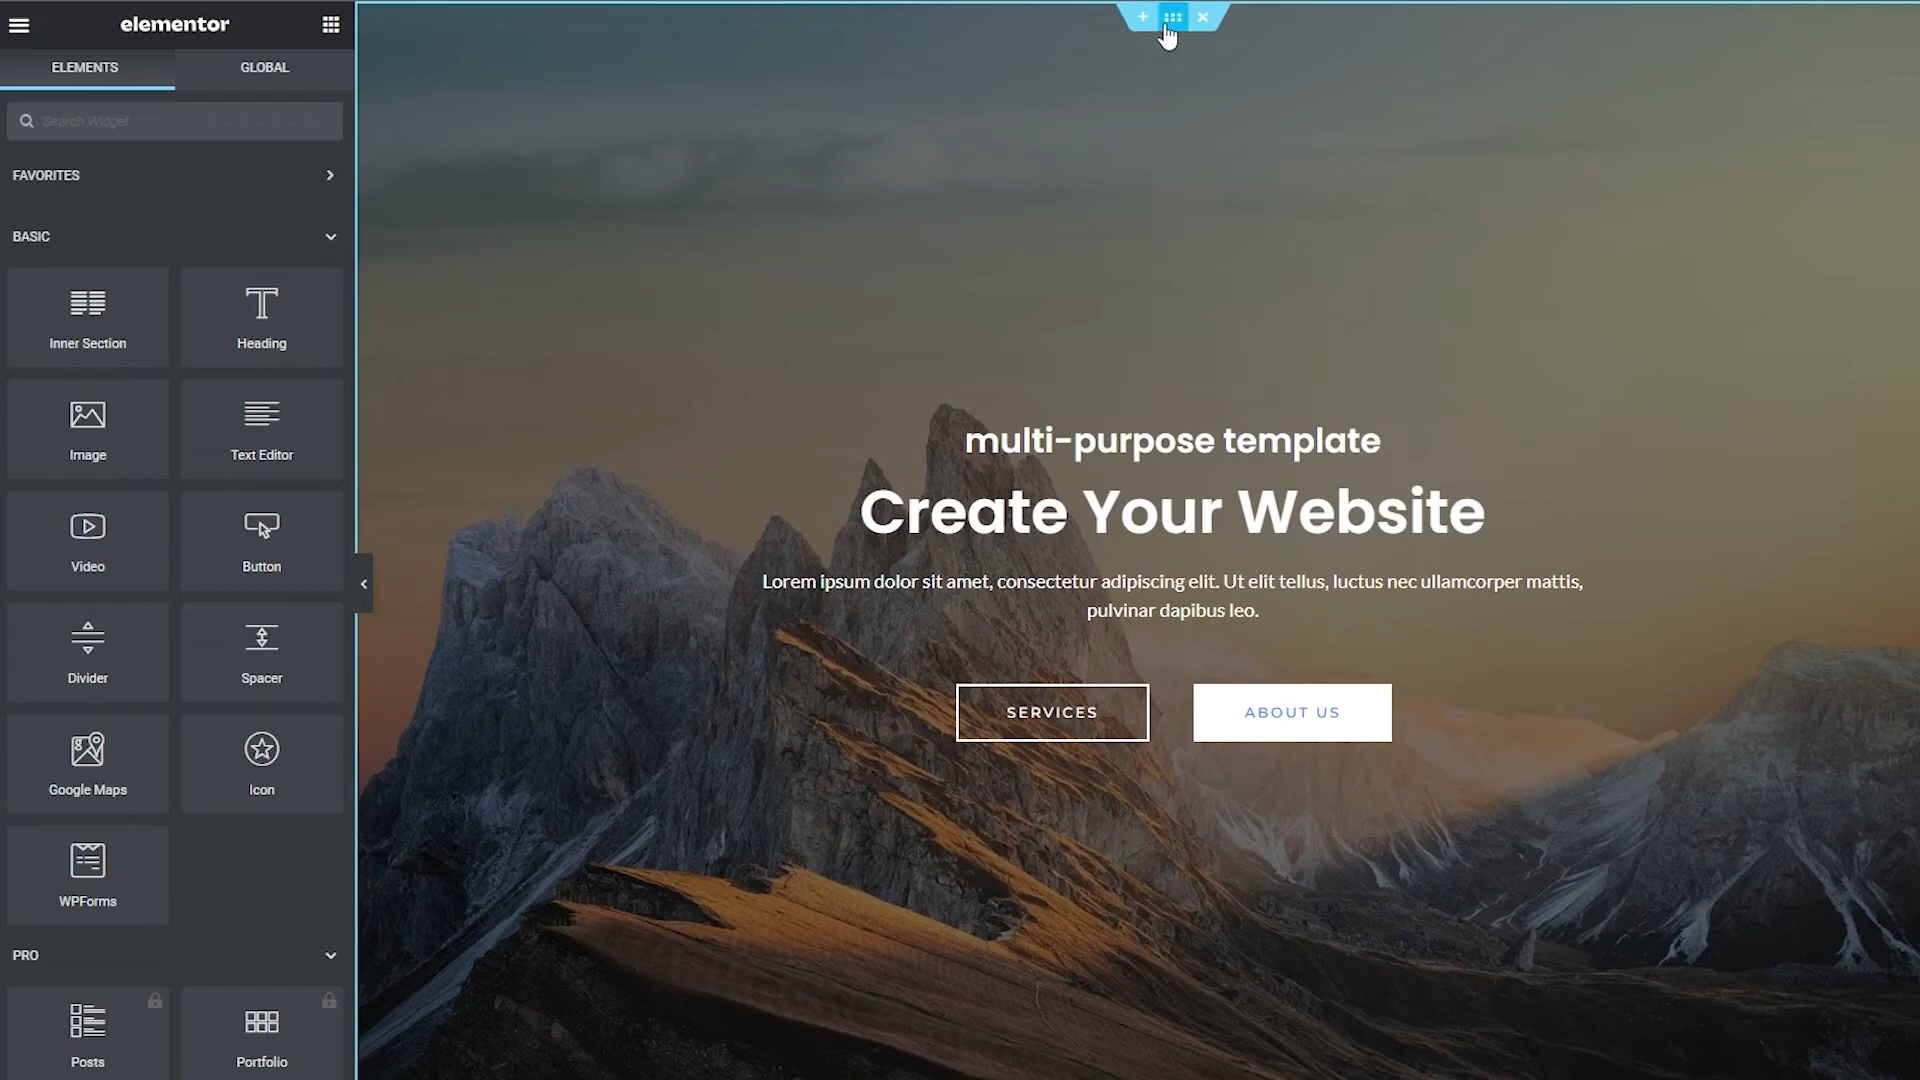 elementor
ELEMENTS
GLOBAL
Search Widget...
FAVORITES
BASIC
Inner Section
Heading
Image
Text Editor
Video
Button
Divider
Spacer
Google Maps
Icon
WPForms
PRO
Posts
Portfolio
multi-purpose template
Create Your Website
Lorem ipsum dolor sit amet, consectetur adipiscing elit. Ut elit tellus, luctus nec ullamcorper mattis,
pulvinar dapibus leo.
SERVICES
ABOUT US